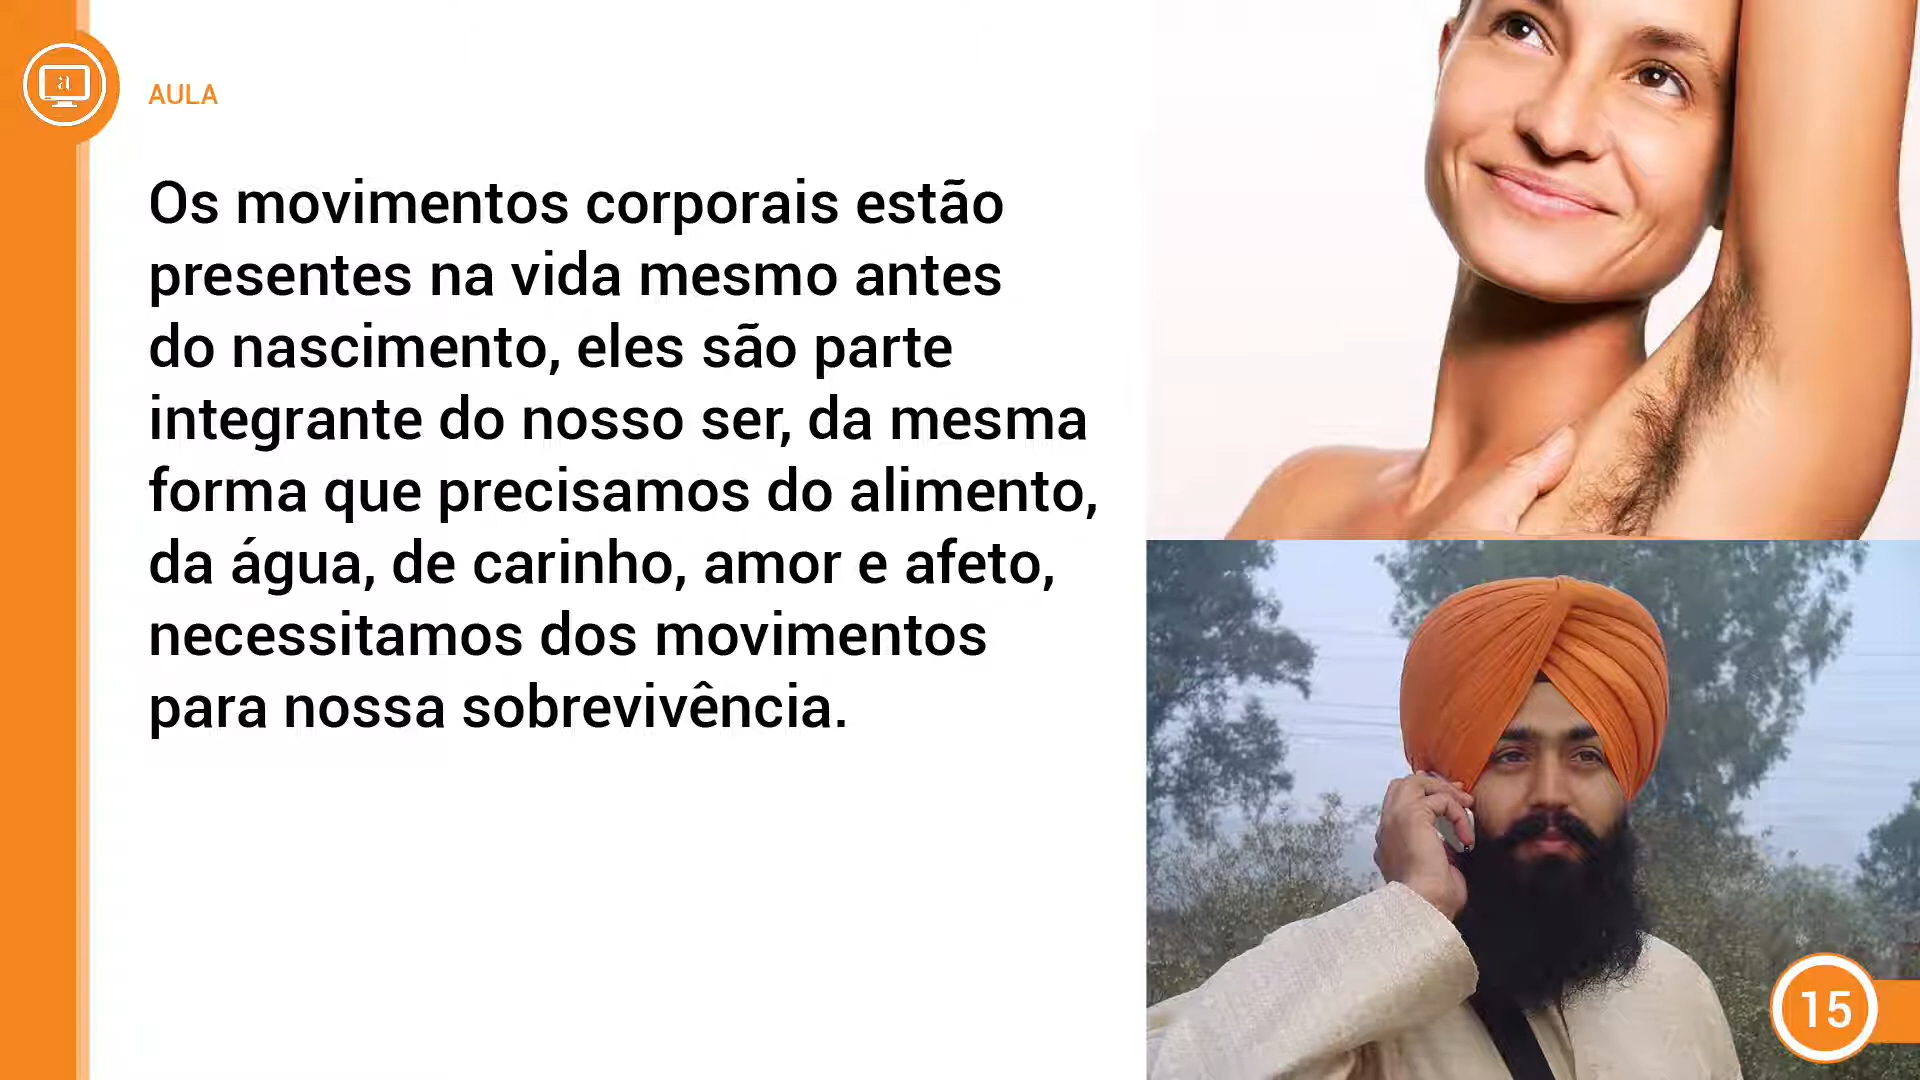 a
AULA
Os movimentos corporais estão
presentes na vida mesmo antes
do nascimento, eles são parte
integrante do nosso ser, da mesma
forma que precisamos do alimento,
da água, de carinho, amor e afeto,
necessitamos dos movimentos
para nossa sobrevivência.
15